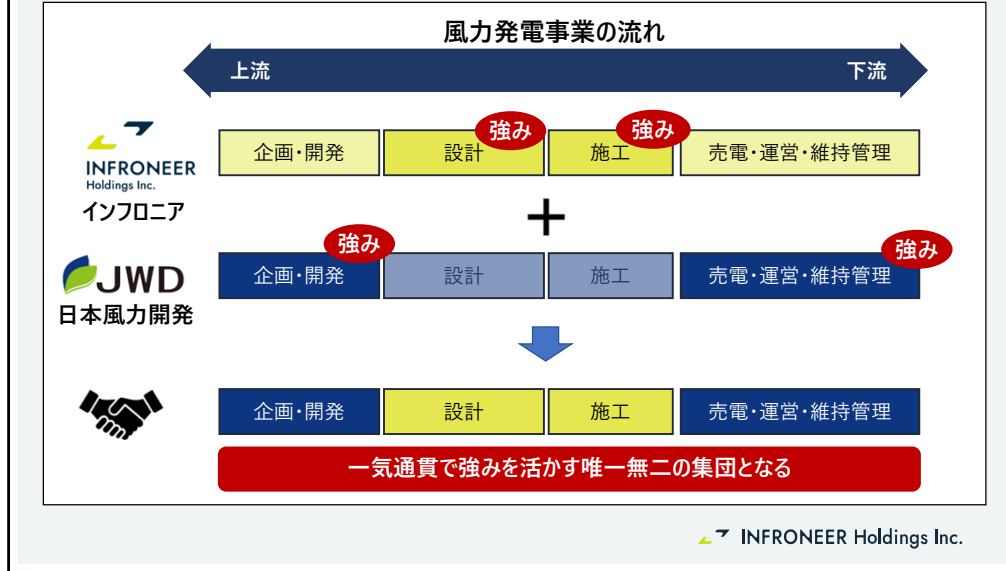 風力発電事業の流れ
上流 下流
INFRONEER
Holdings Inc.
インフロニア
企画・開発 設計 強み 施工 強み 売電・運営・維持管理
+
JWD
日本風力開発
企画・開発 強み 設計 施工 売電・運営・維持管理 強み
企画・開発 設計 施工 売電・運営・維持管理
一気通貫で強みを活かす唯一無二の集団となる
INFRONEER Holdings Inc.